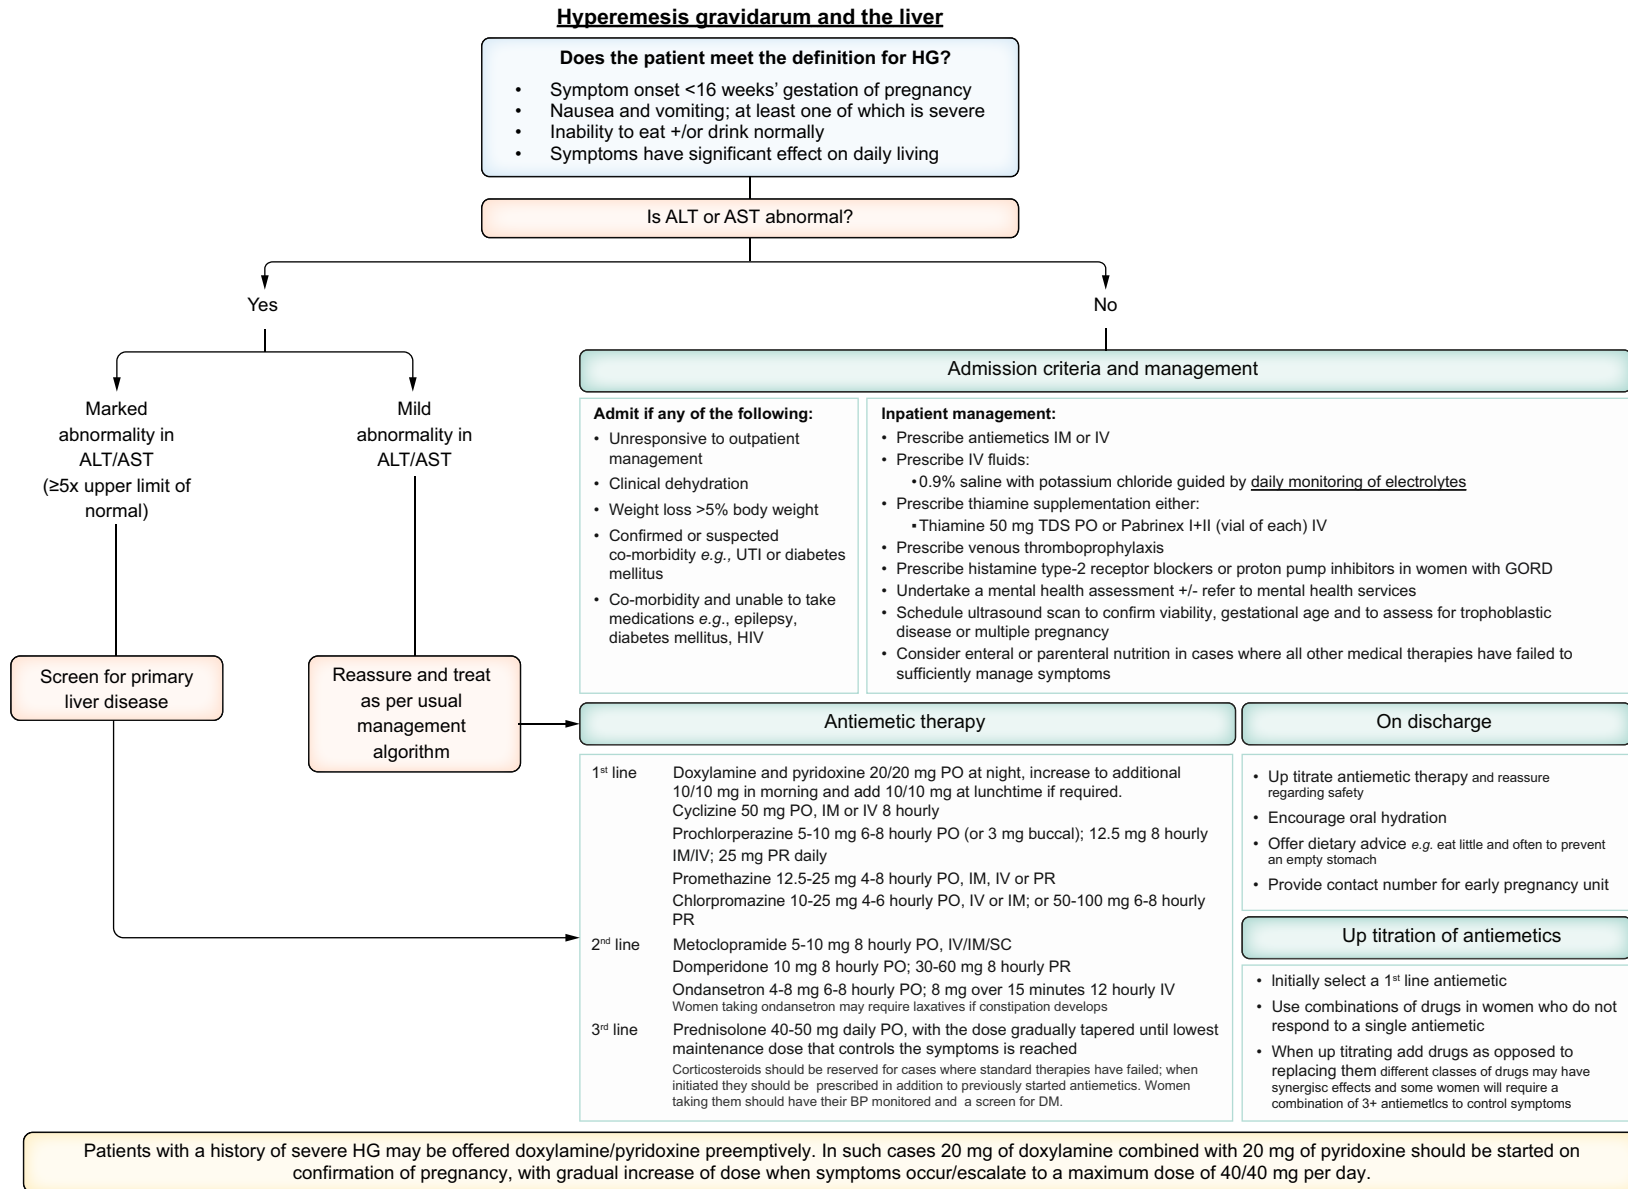 Hyperemesis gravidarum and the liver
Does the patient meet the definition for HG?
• Symptom onset <16 weeks' gestation of pregnancy
• Nausea and vomiting; at least one of which is severe
• Inability to eat +/or drink normally
• Symptoms have significant effect on daily living
Is ALT or AST abnormal?
Yes
No
Marked
abnormality in
ALT/AST
(≥5x upper limit of
normal)
Mild
abnormality in
ALT/AST
Screen for primary
liver disease
Reassure and treat
as per usual
management
algorithm
Admission criteria and management
Admit if any of the following:
• Unresponsive to outpatient
management
• Clinical dehydration
• Weight loss >5% body weight
• Confirmed or suspected
co-morbidity e.g., UTI or diabetes
mellitus
• Co-morbidity and unable to take
medications e.g., epilepsy,
diabetes mellitus, HIV
Inpatient management:
• Prescribe antiemetics IM or IV
• Prescribe IV fluids:
•0.9% saline with potassium chloride guided by daily monitoring of electrolytes
• Prescribe thiamine supplementation either:
▪Thiamine 50 mg TDS PO or Pabrinex I+II (vial of each) IV
• Prescribe venous thromboprophylaxis
• Prescribe histamine type-2 receptor blockers or proton pump inhibitors in women with GORD
• Undertake a mental health assessment +/- refer to mental health services
• Schedule ultrasound scan to confirm viability, gestational age and to assess for trophoblastic
disease or multiple pregnancy
• Consider enteral or parenteral nutrition in cases where all other medical therapies have failed to
sufficiently manage symptoms
Antiemetic therapy
1st line Doxylamine and pyridoxine 20/20 mg PO at night, increase to additional
10/10 mg in morning and add 10/10 mg at lunchtime if required.
Cyclizine 50 mg PO, IM or IV 8 hourly
Prochlorperazine 5-10 mg 6-8 hourly PO (or 3 mg buccal); 12.5 mg 8 hourly
IM/IV; 25 mg PR daily
Promethazine 12.5-25 mg 4-8 hourly PO, IM, IV or PR
Chlorpromazine 10-25 mg 4-6 hourly PO, IV or IM; or 50-100 mg 6-8 hourly
PR
2nd line Metoclopramide 5-10 mg 8 hourly PO, IV/IM/SC
Domperidone 10 mg 8 hourly PO; 30-60 mg 8 hourly PR
Ondansetron 4-8 mg 6-8 hourly PO; 8 mg over 15 minutes 12 hourly IV
Women taking ondansetron may require laxatives if constipation develops
3rd line Prednisolone 40-50 mg daily PO, with the dose gradually tapered until lowest
maintenance dose that controls the symptoms is reached
Corticosteroids should be reserved for cases where standard therapies have failed; when
initiated they should be prescribed in addition to previously started antiemetics. Women
taking them should have their BP monitored and a screen for DM.
On discharge
• Up titrate antiemetic therapy and reassure
regarding safety
• Encourage oral hydration
• Offer dietary advice e.g. eat little and often to prevent
an empty stomach
• Provide contact number for early pregnancy unit
Up titration of antiemetics
• Initially select a 1st line antiemetic
• Use combinations of drugs in women who do not
respond to a single antiemetic
• When up titrating add drugs as opposed to
replacing them different classes of drugs may have
synergisc effects and some women will require a
combination of 3+ antiemetlcs to control symptoms
Patients with a history of severe HG may be offered doxylamine/pyridoxine preemptively. In such cases 20 mg of doxylamine combined with 20 mg of pyridoxine should be started on
confirmation of pregnancy, with gradual increase of dose when symptoms occur/escalate to a maximum dose of 40/40 mg per day.